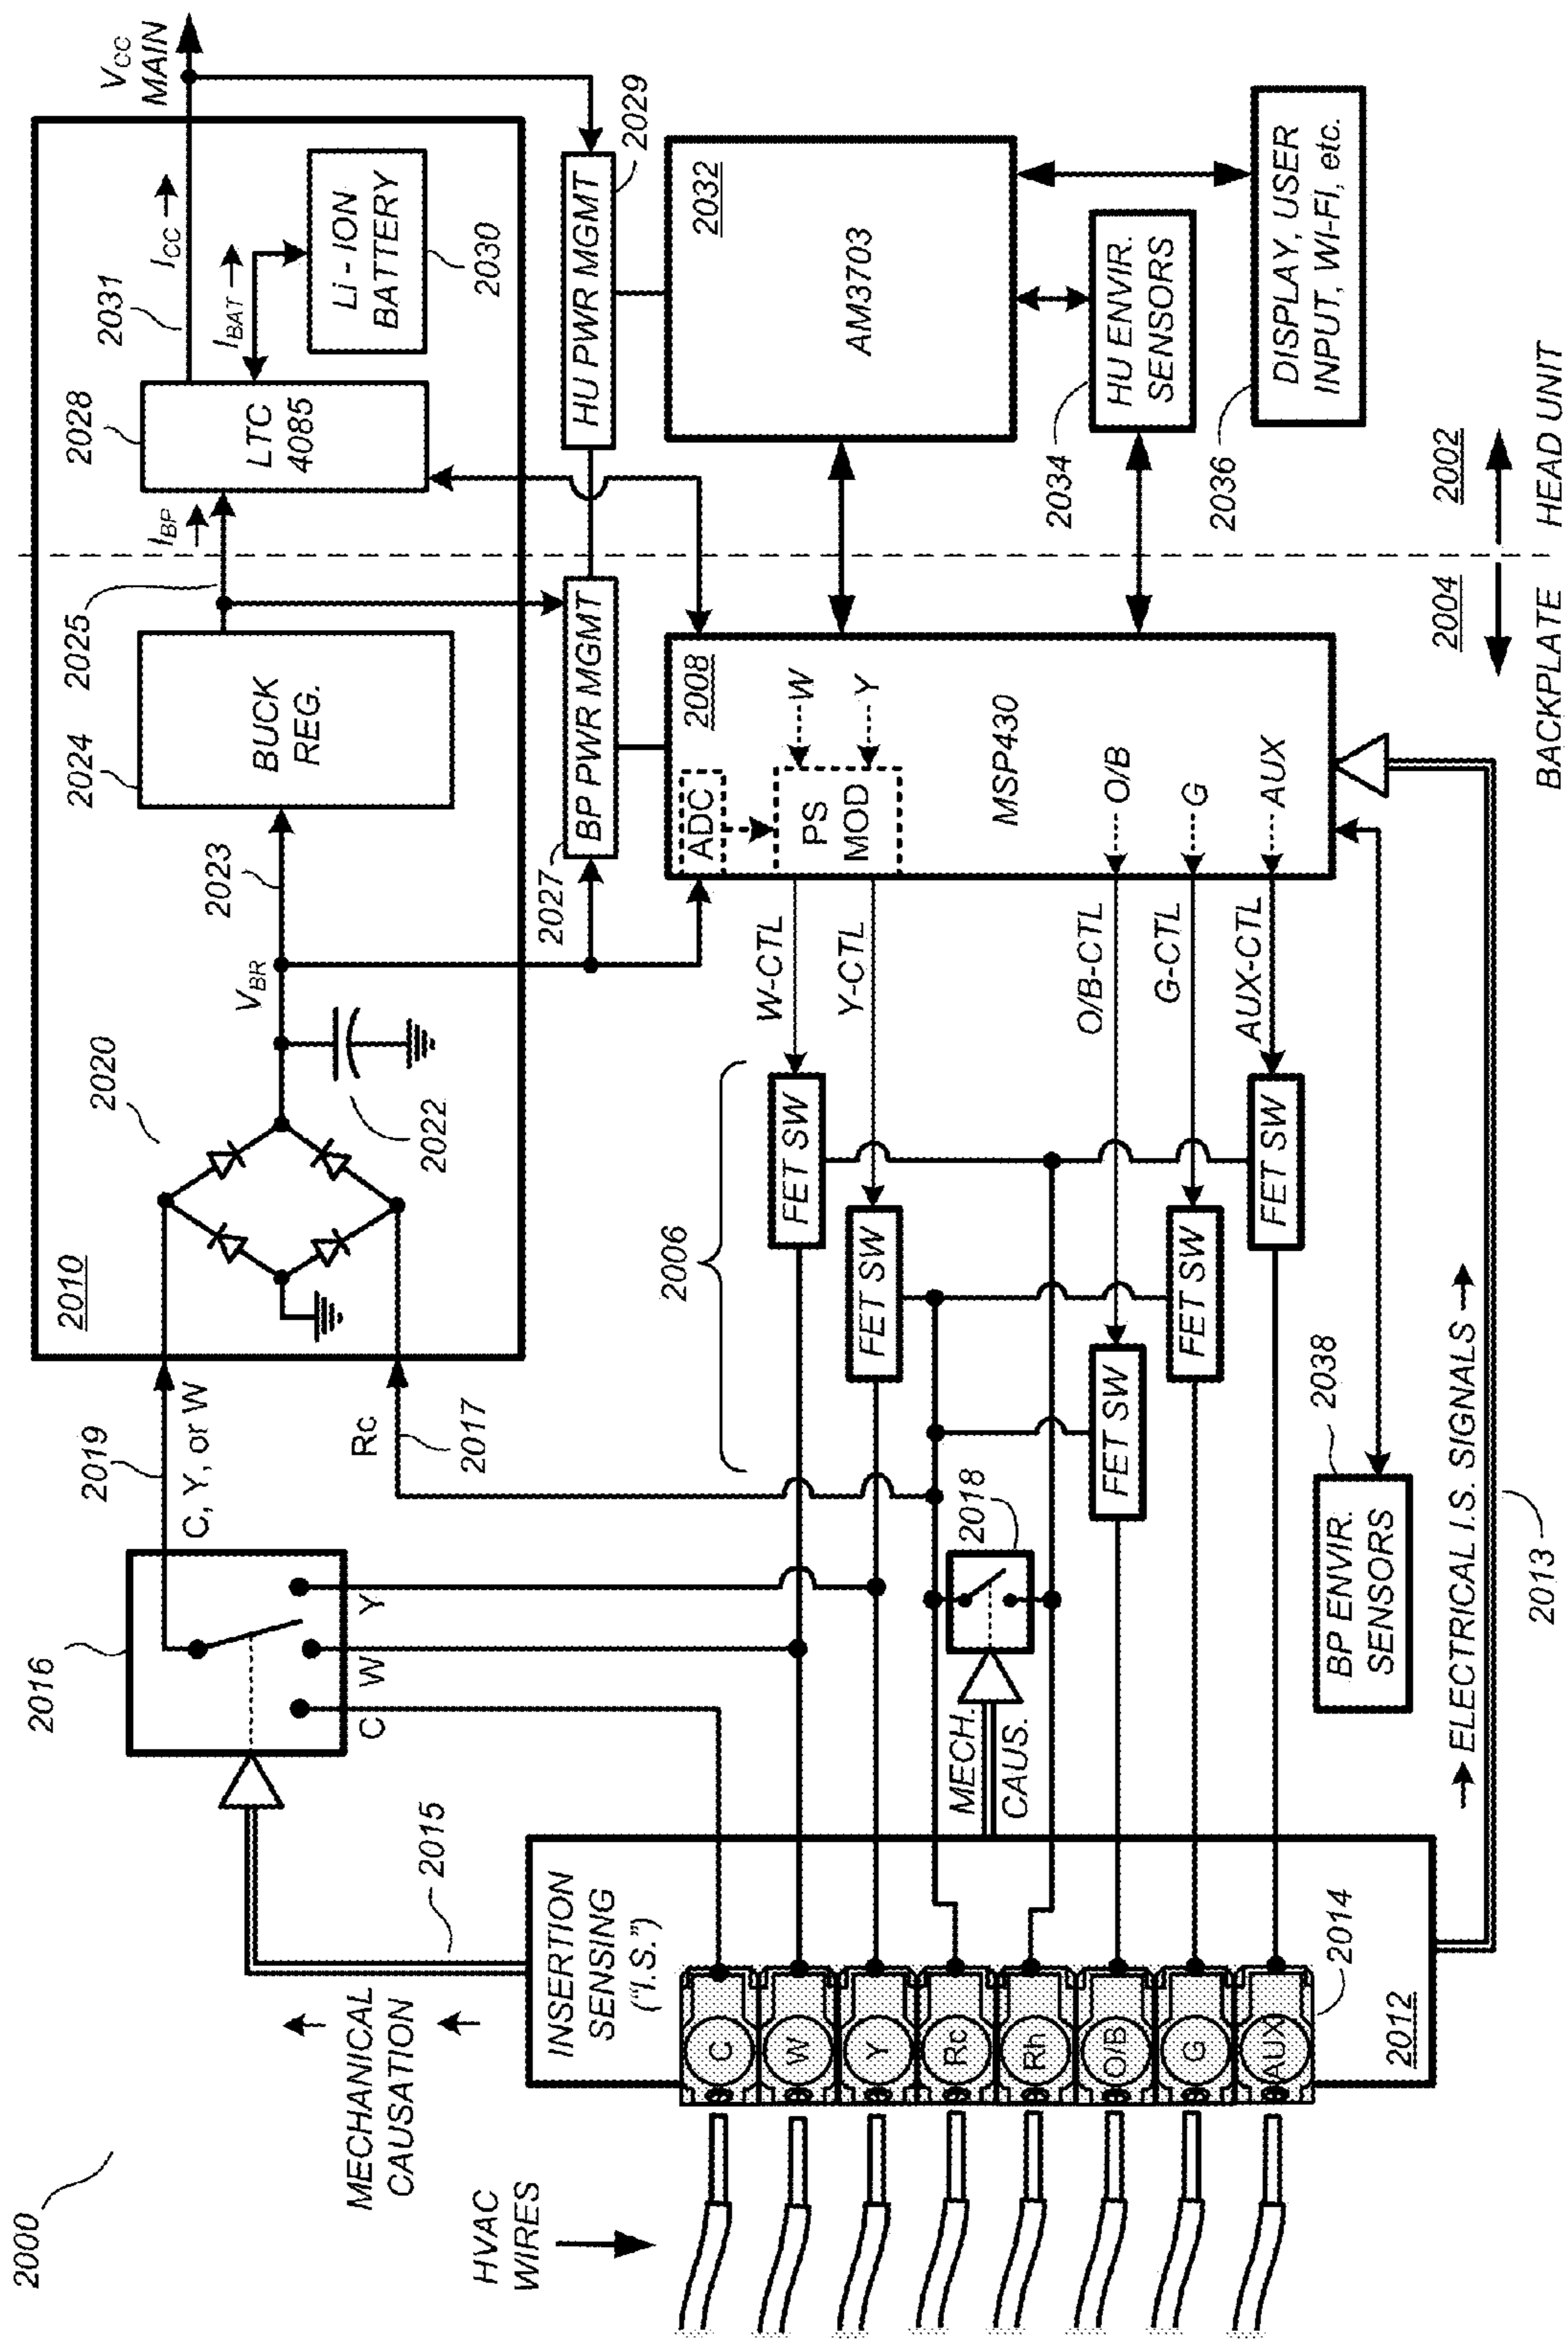 2000
MECHANICAL
CAUSATION
HVAC
WIRES
2015
INSERTION
SENSING
("I.S.")
C
W
Y
Rc
Rh
O/B
G
AUX
2012
2014
2016
C
W
Y
2019
C, Y, or W
Rc
2017
MECH.
CAUS.
2018
2006
FET SW
FET SW
FET SW
FET SW
FET SW
W-CTL
Y-CTL
O/B-CTL
G-CTL
AUX-CTL
BP ENVIR.
SENSORS
2038
ELECTRICAL I.S. SIGNALS
2013
2010
2020
2022
VBR
2023
2024
BUCK
REG.
2025
IBP
2027
BP PWR MGMT
2008
ADC
PS
MOD
W
Y
MSP430
O/B
G
AUX
2028
LTC
4085
2031
ICC
IBAT
Li - ION
BATTERY
2030
VCC
MAIN
HU PWR MGMT
2029
2032
AM3703
2034
HU ENVIR.
SENSORS
2036
DISPLAY, USER
INPUT, WI-FI, etc.
2004
BACKPLATE
2002
HEAD UNIT